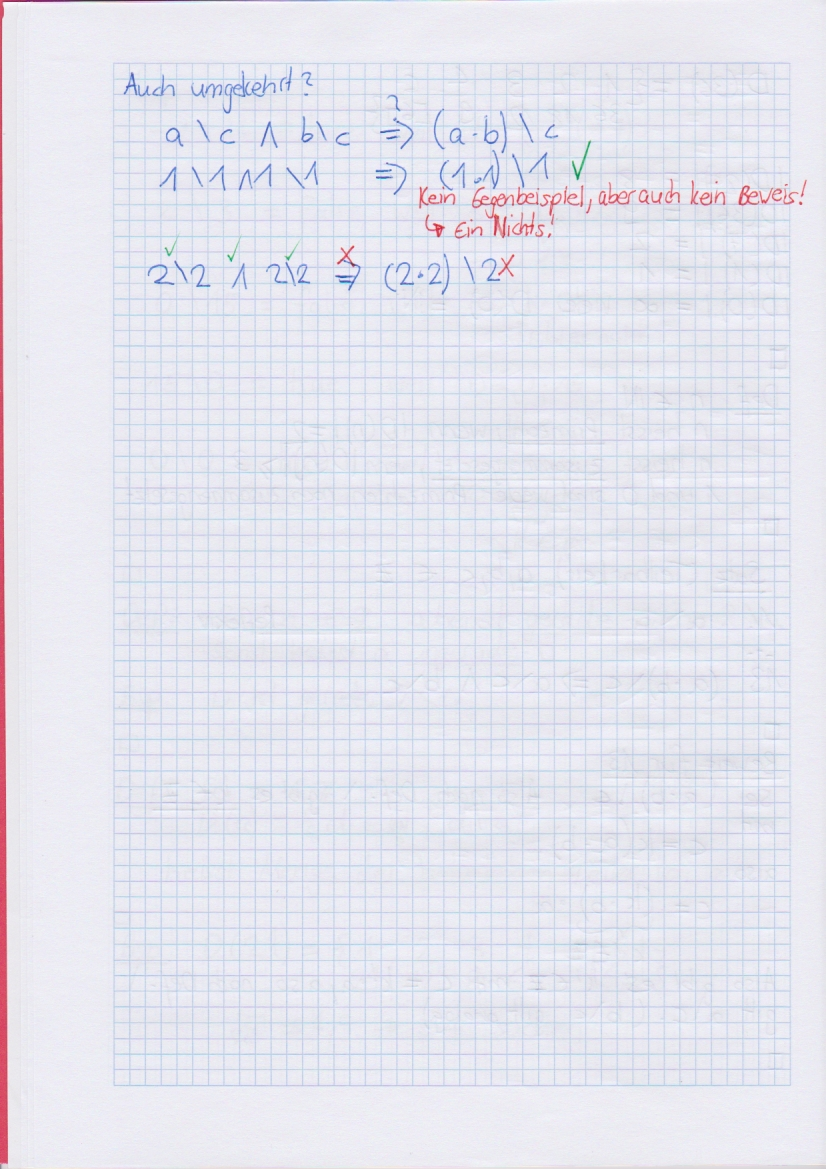 Auch umgekehrt?
?
a \ c ∧ b \ c ⇒ (a · b) \ c
1 \ 1 ∧ 1 \ 1 ⇒ (1 · 1) \ 1 ✓
Kein Gegenbeispiel, aber auch kein Beweis!
↳ Ein Nichts!
✓ ✓ ✓ X
2 \ 2 ∧ 2 \ 2 ⇒ (2 · 2) \ 2 X